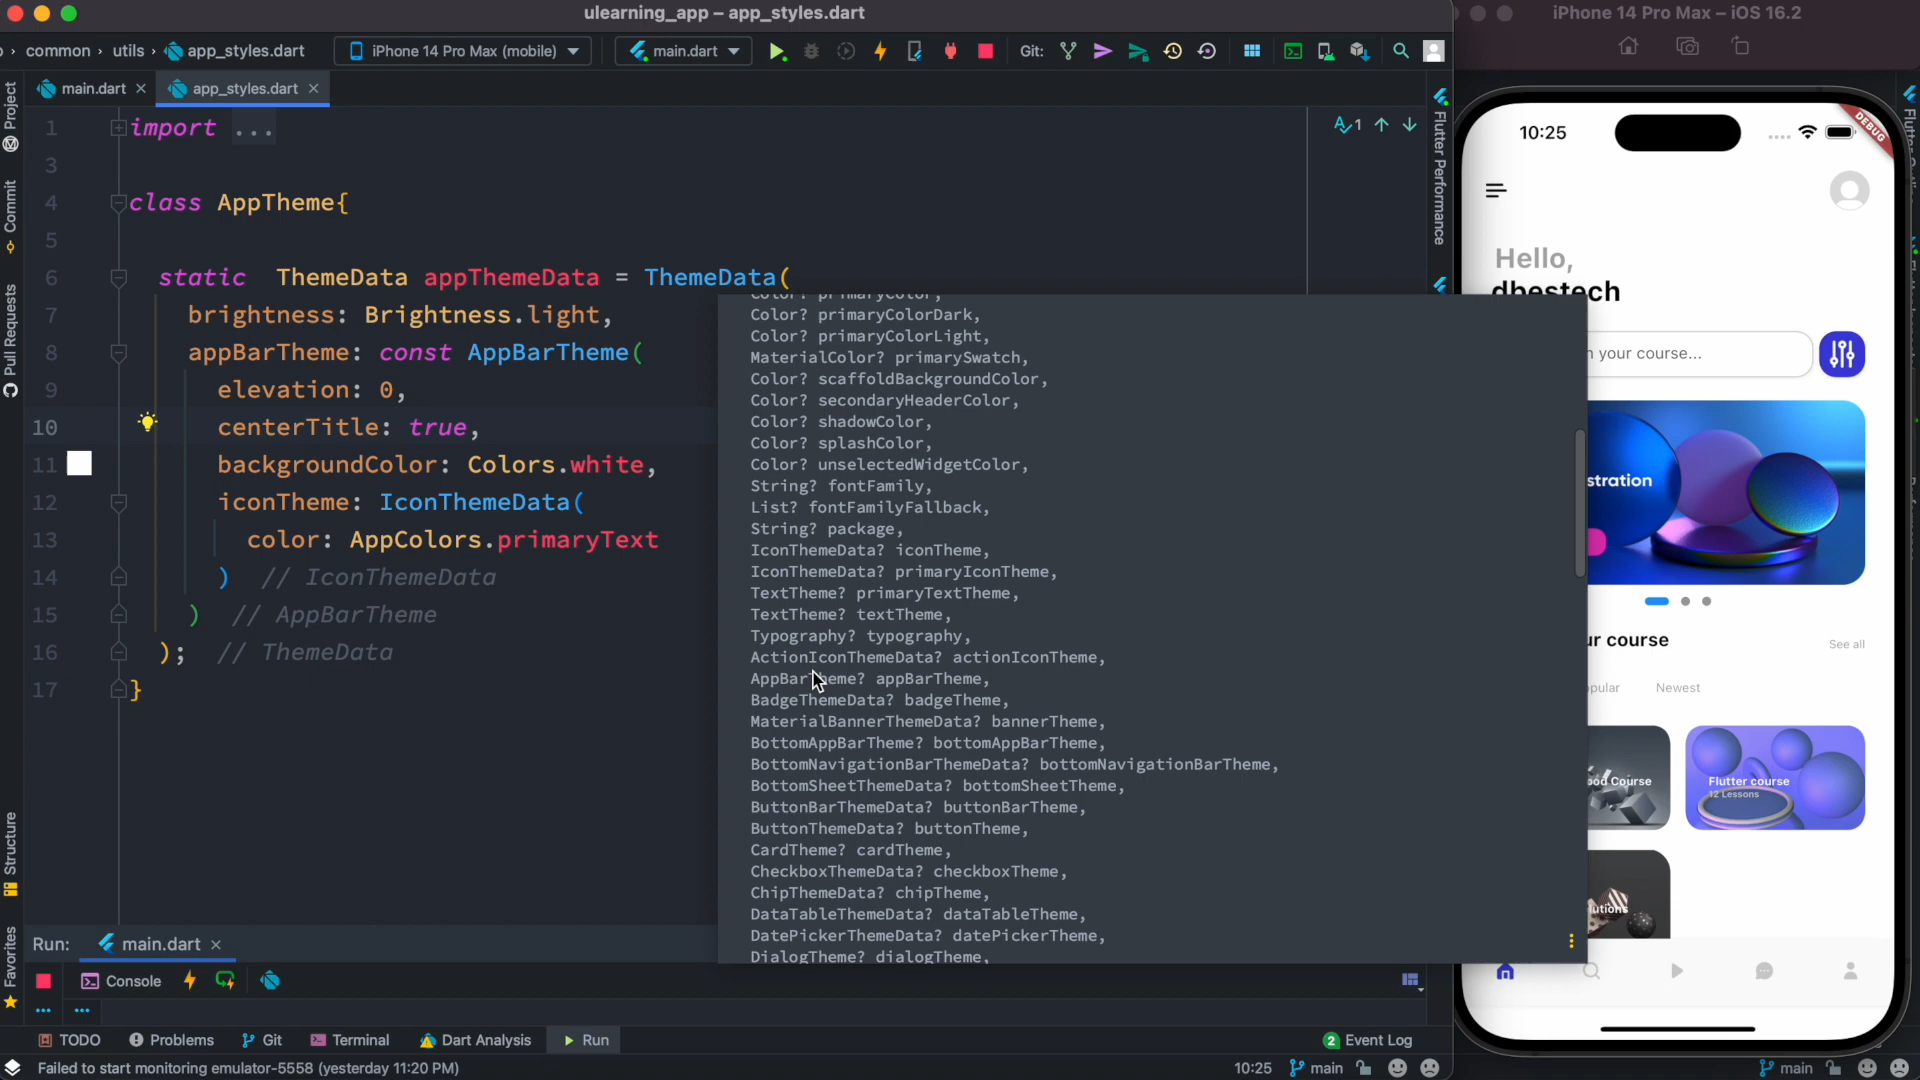 ulearning_app – app_styles.dart
iPhone 14 Pro Max – iOS 16.2
common
utils
app_styles.dart
iPhone 14 Pro Max (mobile)
main.dart
Git:
main.dart
app_styles.dart
Project
Commit
Pull Requests
Structure
Favorites
Flutter Performance
1 import ...
3
4 class AppTheme{
5
6 static ThemeData appThemeData = ThemeData(
7 brightness: Brightness.light,
8 appBarTheme: const AppBarTheme(
9 elevation: 0,
10 centerTitle: true,
11 backgroundColor: Colors.white,
12 iconTheme: IconThemeData(
13 color: AppColors.primaryText
14 ) // IconThemeData
15 ) // AppBarTheme
16 ); // ThemeData
17 }
1
Color? primaryColor,
Color? primaryColorDark,
Color? primaryColorLight,
MaterialColor? primarySwatch,
Color? scaffoldBackgroundColor,
Color? secondaryHeaderColor,
Color? shadowColor,
Color? splashColor,
Color? unselectedWidgetColor,
String? fontFamily,
List? fontFamilyFallback,
String? package,
IconThemeData? iconTheme,
IconThemeData? primaryIconTheme,
TextTheme? primaryTextTheme,
TextTheme? textTheme,
Typography? typography,
ActionIconThemeData? actionIconTheme,
AppBarTheme? appBarTheme,
BadgeThemeData? badgeTheme,
MaterialBannerThemeData? bannerTheme,
BottomAppBarTheme? bottomAppBarTheme,
BottomNavigationBarThemeData? bottomNavigationBarTheme,
BottomSheetThemeData? bottomSheetTheme,
ButtonBarThemeData? buttonBarTheme,
ButtonThemeData? buttonTheme,
CardTheme? cardTheme,
CheckboxThemeData? checkboxTheme,
ChipThemeData? chipTheme,
DataTableThemeData? dataTableTheme,
DatePickerThemeData? datePickerTheme,
DialogTheme? dialogTheme,
10:25
DEBUG
Hello,
dbestech
your course...
course
See all
Newest
Course
Flutter course
12 Lessons
Run: main.dart
Console
TODO
Problems
Git
Terminal
Dart Analysis
Run
2 Event Log
Failed to start monitoring emulator-5558 (yesterday 11:20 PM)
10:25
main
main